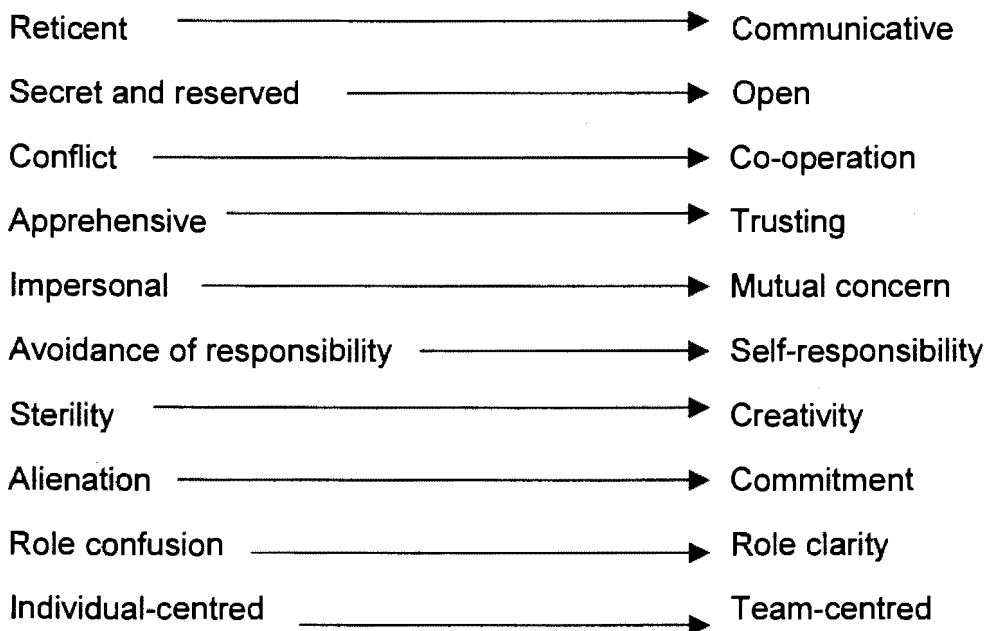 Reticent Communicative
Secret and reserved Open
Conflict Co-operation
Apprehensive Trusting
Impersonal Mutual concern
Avoidance of responsibility Self-responsibility
Sterility Creativity
Alienation Commitment
Role confusion Role clarity
Individual-centred Team-centred